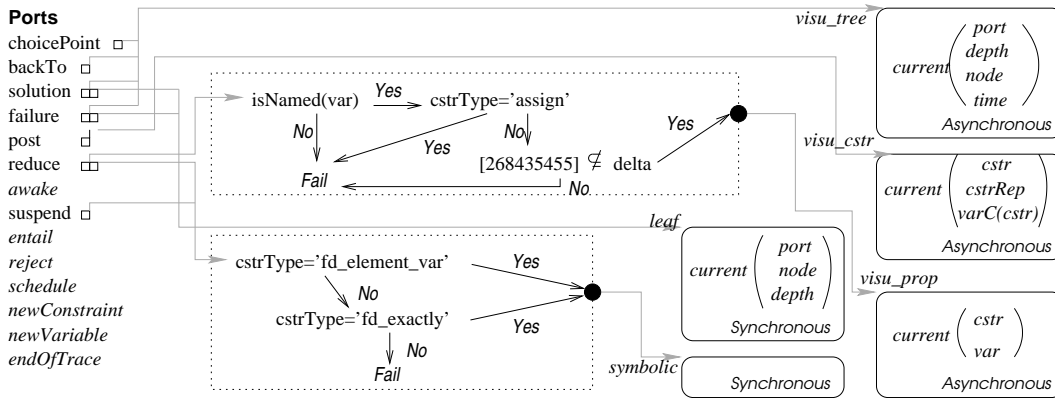 Ports
choicePoint
backTo
solution
failure
post
reduce
awake
suspend
entail
reject
schedule
newConstraint
newVariable
endOfTrace
isNamed(var)
Yes
cstrType='assign'
No
Yes
No
Yes
[268435455] ⊈ delta
Fail
No
cstrType='fd_element_var'
Yes
No
cstrType='fd_exactly'
Yes
No
Fail
visu_tree
current
port
depth
node
time
Asynchronous
visu_cstr
current
cstr
cstrRep
varC(cstr)
Asynchronous
leaf
current
port
node
depth
Synchronous
visu_prop
current
cstr
var
Asynchronous
symbolic
Synchronous